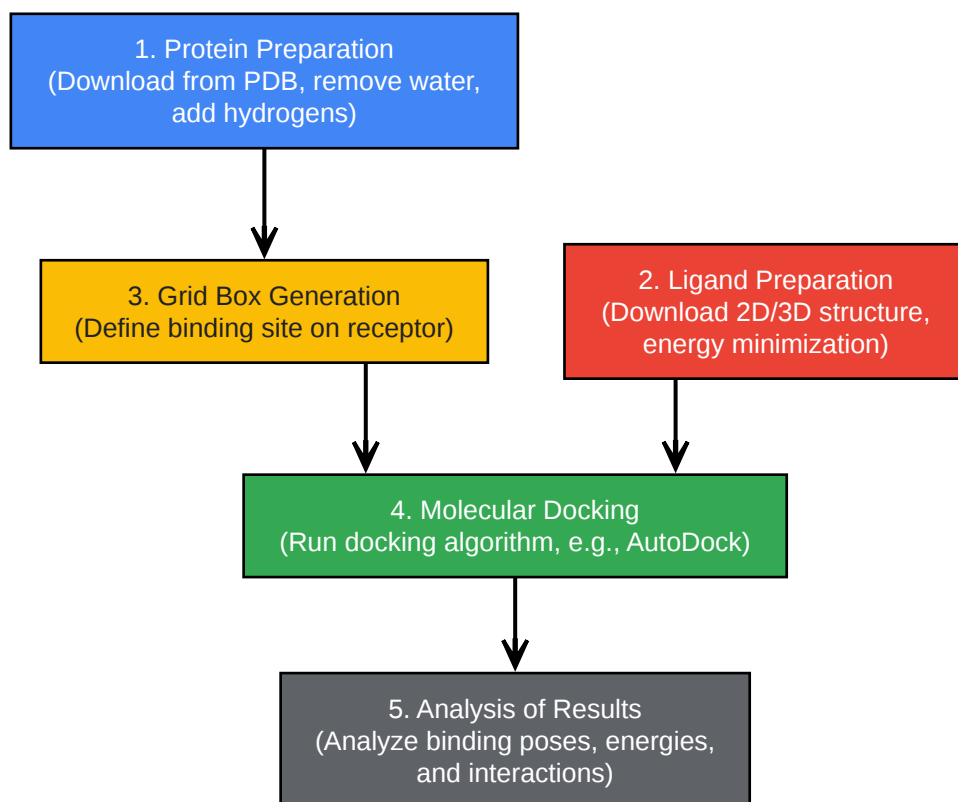 1. Protein Preparation
(Download from PDB, remove water,
add hydrogens)
3. Grid Box Generation
(Define binding site on receptor)
2. Ligand Preparation
(Download 2D/3D structure,
energy minimization)
4. Molecular Docking
(Run docking algorithm, e.g., AutoDock)
5. Analysis of Results
(Analyze binding poses, energies,
and interactions)